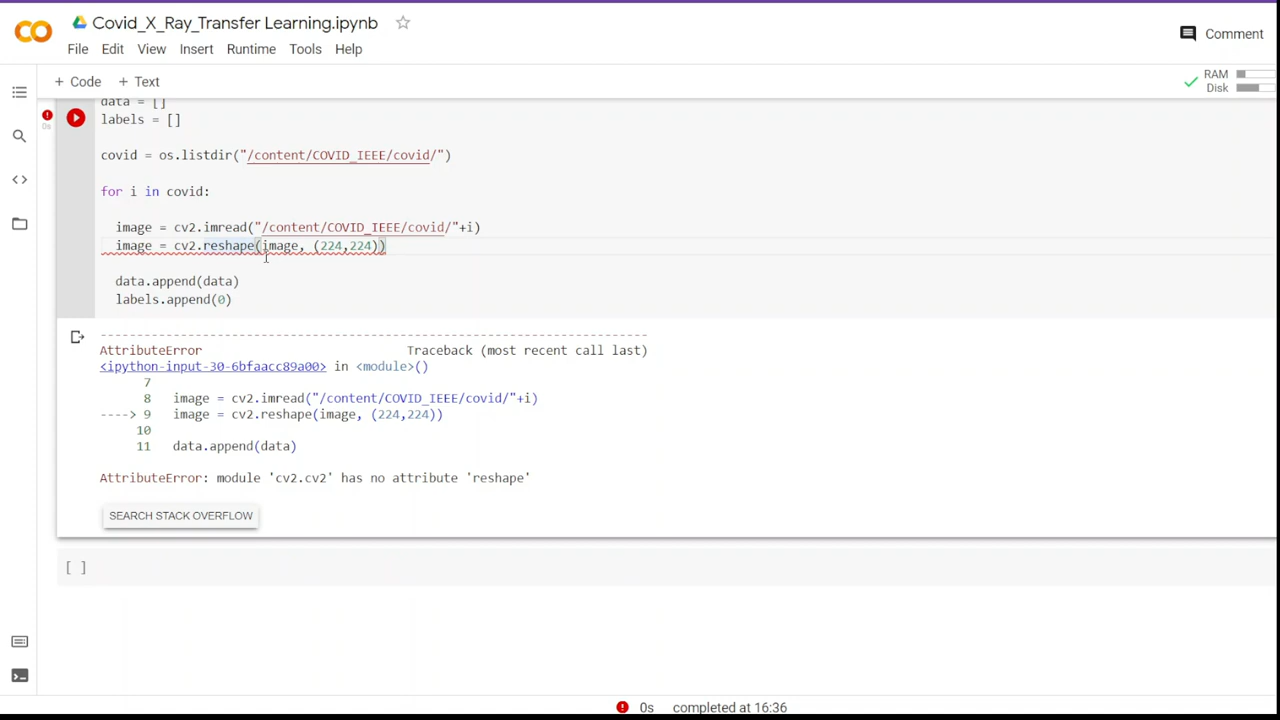 Covid_X_Ray_Transfer Learning.ipynb
Comment
File Edit View Insert Runtime Tools Help
+ Code + Text
RAM
Disk
data = []
labels = []
0s
covid = os.listdir("/content/COVID_IEEE/covid/")
for i in covid:
image = cv2.imread("/content/COVID_IEEE/covid/"+i)
image = cv2.reshape(image, (224,224))
data.append(data)
labels.append(0)
---------------------------------------------------------------------------
AttributeError Traceback (most recent call last)
<ipython-input-30-6bfaacc89a00> in <module>()
7
8 image = cv2.imread("/content/COVID_IEEE/covid/"+i)
----> 9 image = cv2.reshape(image, (224,224))
10
11 data.append(data)
AttributeError: module 'cv2.cv2' has no attribute 'reshape'
SEARCH STACK OVERFLOW
[ ]
0s completed at 16:36